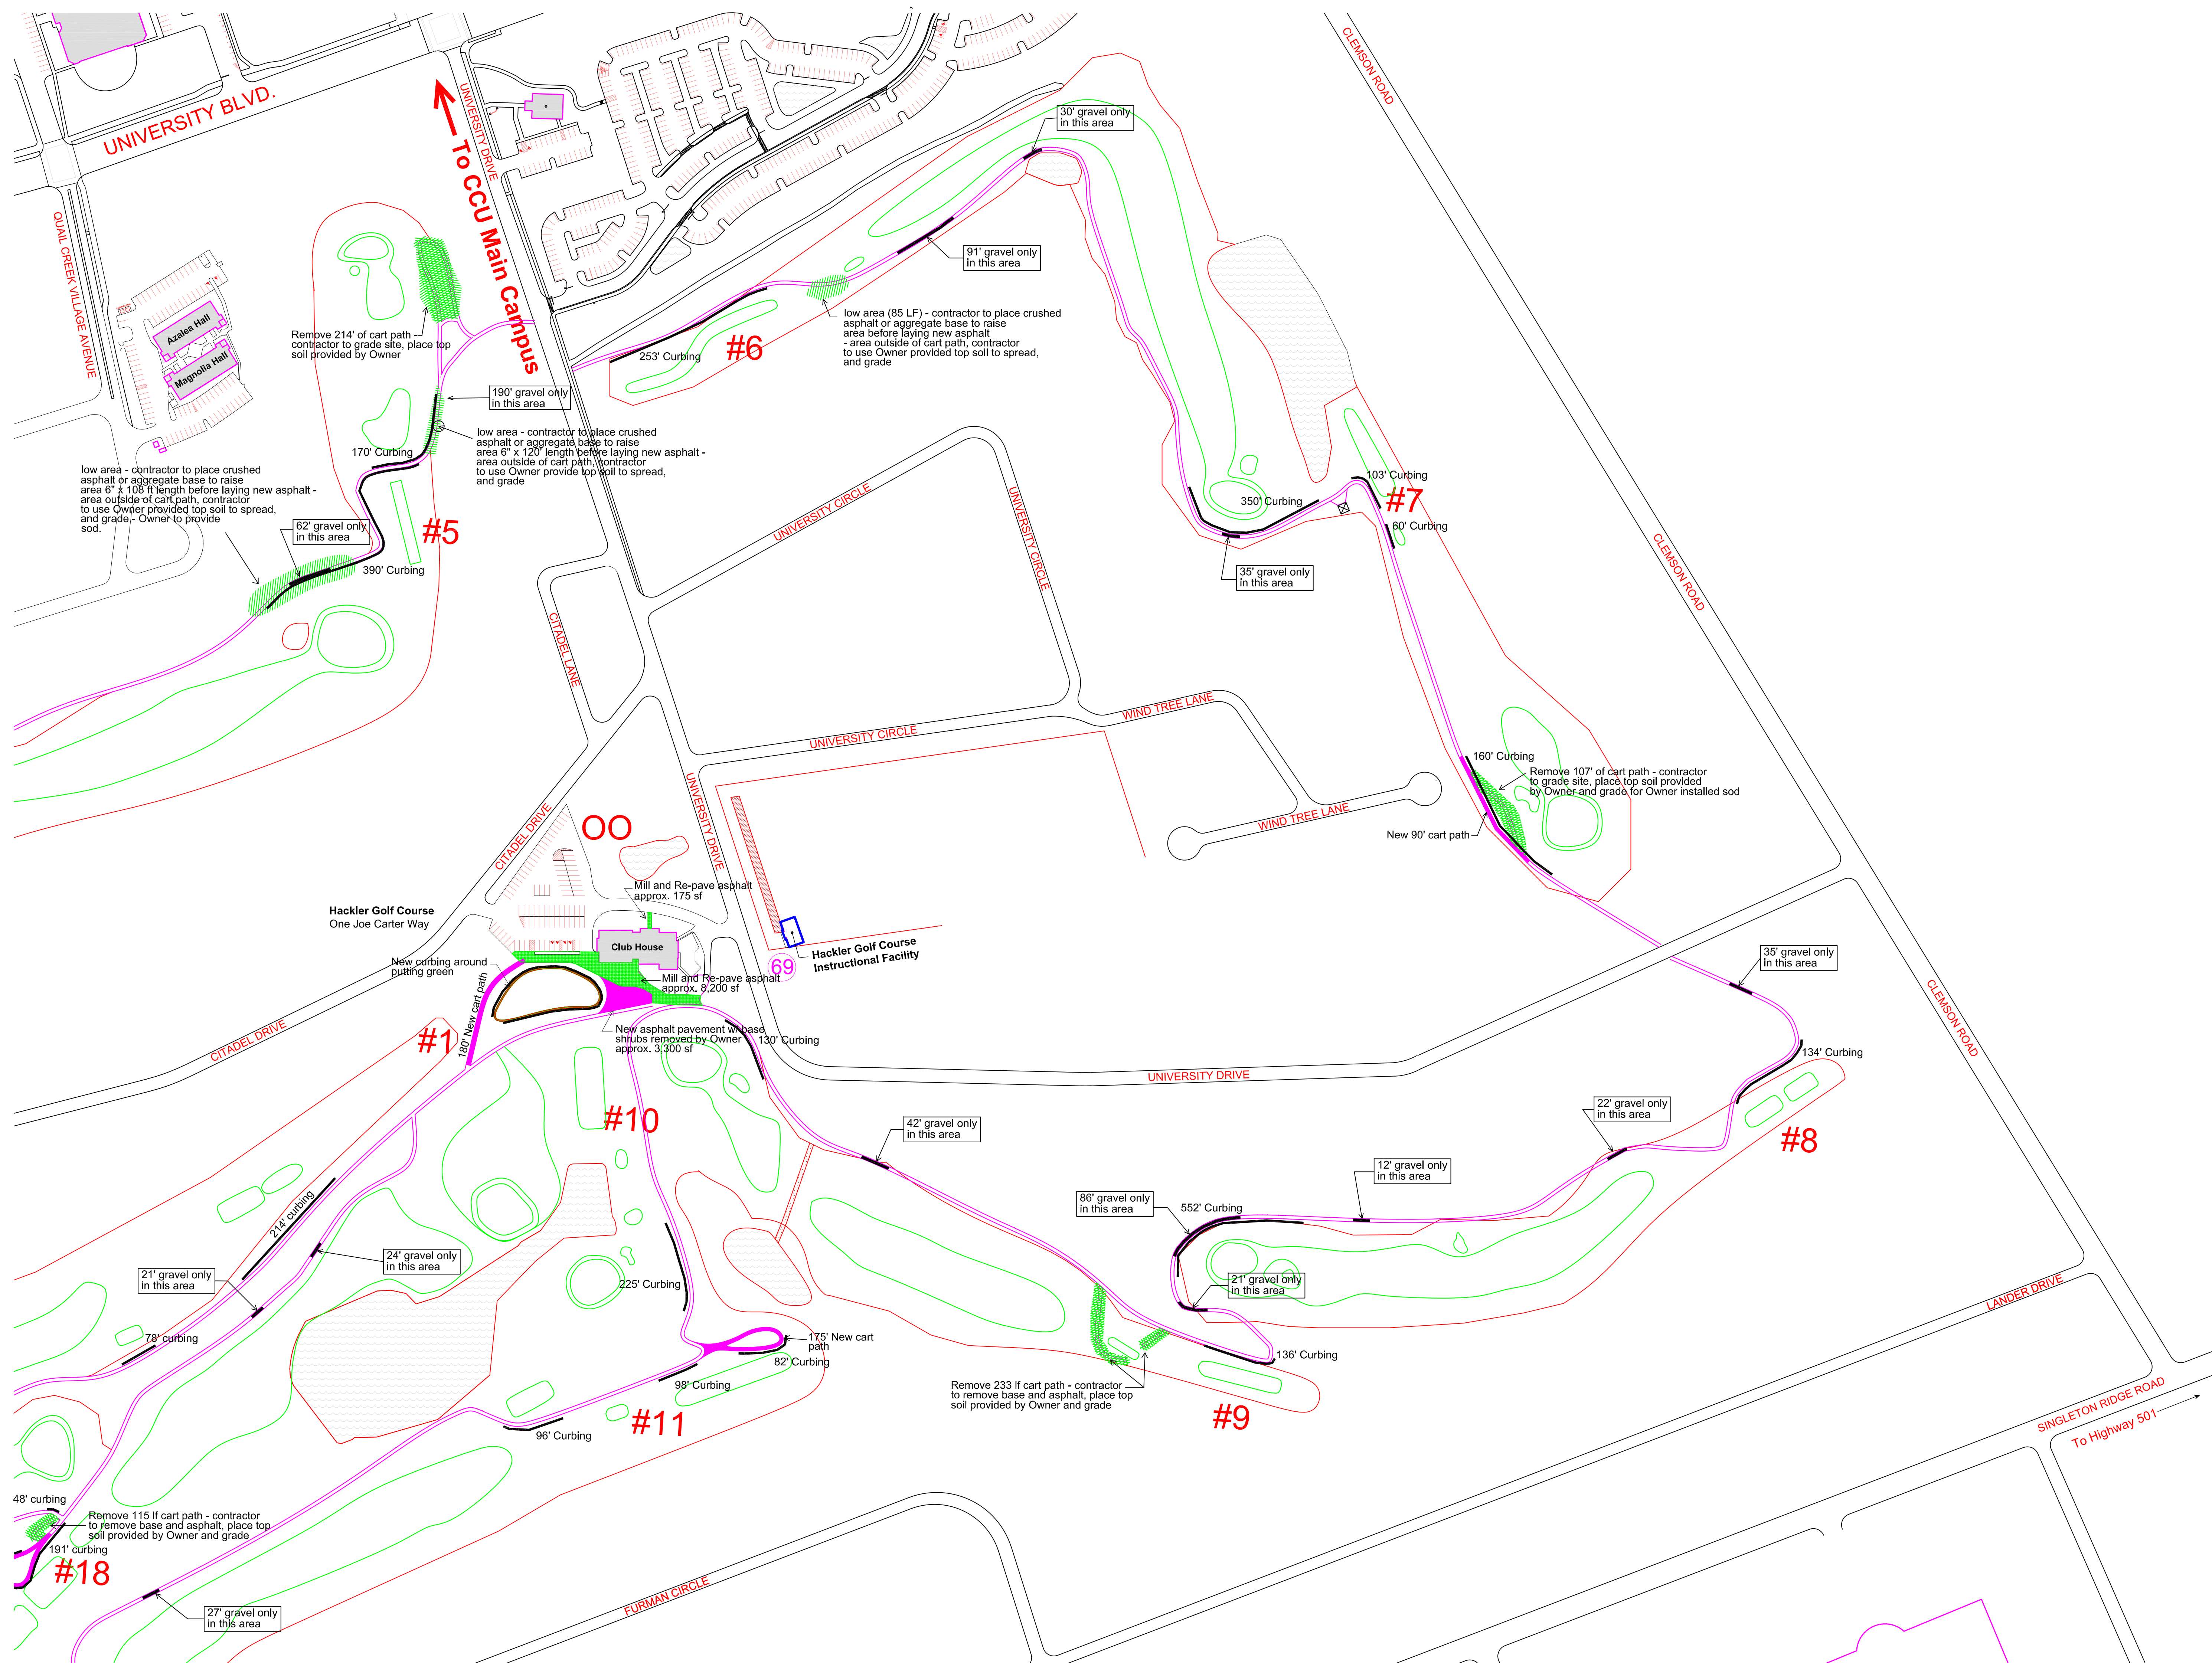 UNIVERSITY BLVD.
UNIVERSITY DRIVE
To CCU Main Campus
QUAIL CREEK VILLAGE AVENUE
Azalea Hall
Magnolia Hall
CLEMSON ROAD
30' gravel only
in this area
91' gravel only
in this area
Remove 214' of cart path -
contractor to grade site, place top
soil provided by Owner
253' Curbing
#6
low area (85 LF) - contractor to place crushed
asphalt or aggregate base to raise
area before laying new asphalt
- area outside of cart path, contractor
to use Owner provided top soil to spread,
and grade
190' gravel only
in this area
low area - contractor to place crushed
asphalt or aggregate base to raise
area 6" x 120' length before laying new asphalt -
area outside of cart path, contractor
to use Owner provide top soil to spread,
and grade
170' Curbing
low area - contractor to place crushed
asphalt or aggregate base to raise
area 6" x 108 ft length before laying new asphalt -
area outside of cart path, contractor
to use Owner provided top soil to spread,
and grade - Owner to provide
sod.
62' gravel only
in this area
#5
390' Curbing
UNIVERSITY CIRCLE
UNIVERSITY CIRCLE
350' Curbing
103' Curbing
#7
60' Curbing
35' gravel only
in this area
CLEMSON ROAD
CITADEL LANE
UNIVERSITY CIRCLE
WIND TREE LANE
WIND TREE LANE
160' Curbing
Remove 107' of cart path - contractor
to grade site, place top soil provided
by Owner and grade for Owner installed sod
New 90' cart path
UNIVERSITY DRIVE
CITADEL DRIVE
OO
Mill and Re-pave asphalt
approx. 175 sf
Hackler Golf Course
One Joe Carter Way
Club House
Hackler Golf Course
Instructional Facility
69
New curbing around
putting green
Mill and Re-pave asphalt
approx. 8,200 sf
180' New cart path
New asphalt pavement w/ base
shrubs removed by Owner
approx. 3,300 sf
130' Curbing
35' gravel only
in this area
CLEMSON ROAD
CITADEL DRIVE
#1
UNIVERSITY DRIVE
134' Curbing
#10
42' gravel only
in this area
22' gravel only
in this area
#8
12' gravel only
in this area
86' gravel only
in this area
552' Curbing
214' curbing
24' gravel only
in this area
21' gravel only
in this area
225' Curbing
21' gravel only
in this area
LANDER DRIVE
78' curbing
175' New cart
path
82' Curbing
136' Curbing
98' Curbing
Remove 233 lf cart path - contractor
to remove base and asphalt, place top
soil provided by Owner and grade
#9
#11
96' Curbing
SINGLETON RIDGE ROAD
To Highway 501
48' curbing
Remove 115 lf cart path - contractor
to remove base and asphalt, place top
soil provided by Owner and grade
191' curbing
#18
27' gravel only
in this area
FURMAN CIRCLE